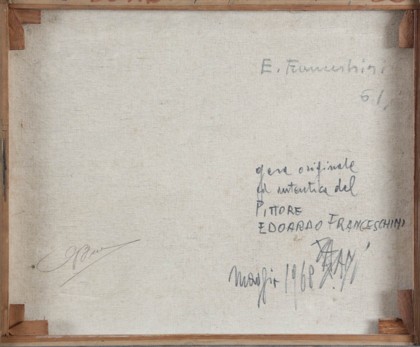 E. Franceschini
61
opera originale
ed autentica del
PITTORE
EDOARDO FRANCESCHINI
Maggio 1968